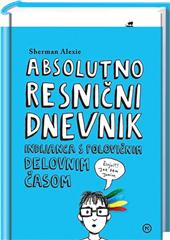 Sherman Alexie
ABSOLUTNO
RESNIČNI
DNEVNIK
INDIJANCA S POLOVIČNIM
DELOVNIM
ČASOM